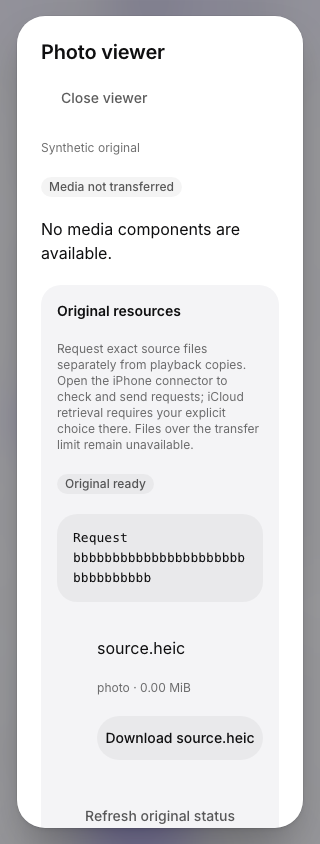 Photo viewer
Close viewer
Synthetic original
Media not transferred
No media components are
available.
Original resources
Request exact source files
separately from playback copies.
Open the iPhone connector to
check and send requests; iCloud
retrieval requires your explicit
choice there. Files over the transfer
limit remain unavailable.
Original ready
Request
bbbbbbbbbbbbbbbbbbbbbb
bbbbbbbbbb
source.heic
photo · 0.00 MiB
Download source.heic
Refresh original status